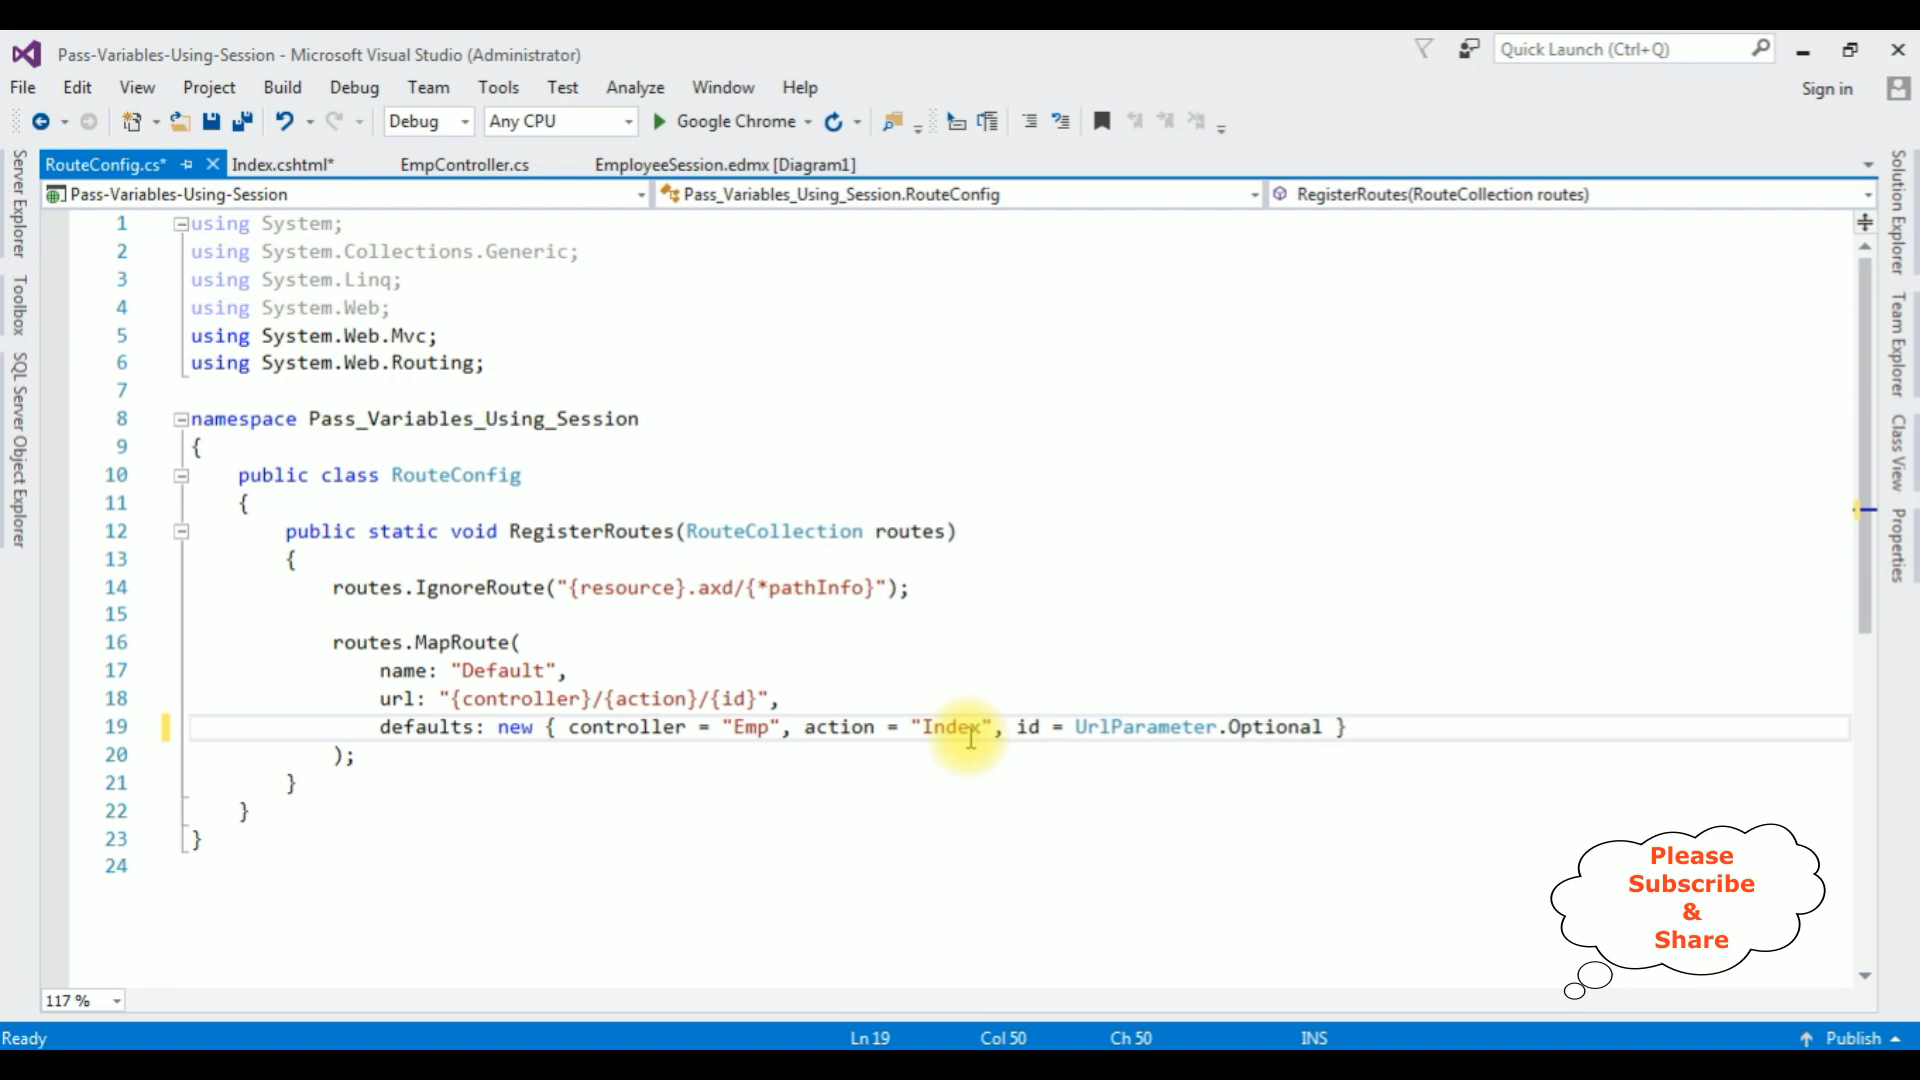 Pass-Variables-Using-Session - Microsoft Visual Studio (Administrator)
Quick Launch (Ctrl+Q)
File Edit View Project Build Debug Team Tools Test Analyze Window Help
Sign in
Debug Any CPU Google Chrome
RouteConfig.cs* Index.cshtml* EmpController.cs EmployeeSession.edmx [Diagram1]
Pass-Variables-Using-Session Pass_Variables_Using_Session.RouteConfig RegisterRoutes(RouteCollection routes)
Server Explorer
Toolbox
SQL Server Object Explorer
1 using System;
2 using System.Collections.Generic;
3 using System.Linq;
4 using System.Web;
5 using System.Web.Mvc;
6 using System.Web.Routing;
7
8 namespace Pass_Variables_Using_Session
9 {
10 public class RouteConfig
11 {
12 public static void RegisterRoutes(RouteCollection routes)
13 {
14 routes.IgnoreRoute("{resource}.axd/{*pathInfo}");
15
16 routes.MapRoute(
17 name: "Default",
18 url: "{controller}/{action}/{id}",
19 defaults: new { controller = "Emp", action = "Index", id = UrlParameter.Optional }
20 );
21 }
22 }
23 }
24
Solution Explorer
Team Explorer
Class View
Properties
Please
Subscribe
&
Share
117 %
Ready Ln 19 Col 50 Ch 50 INS Publish